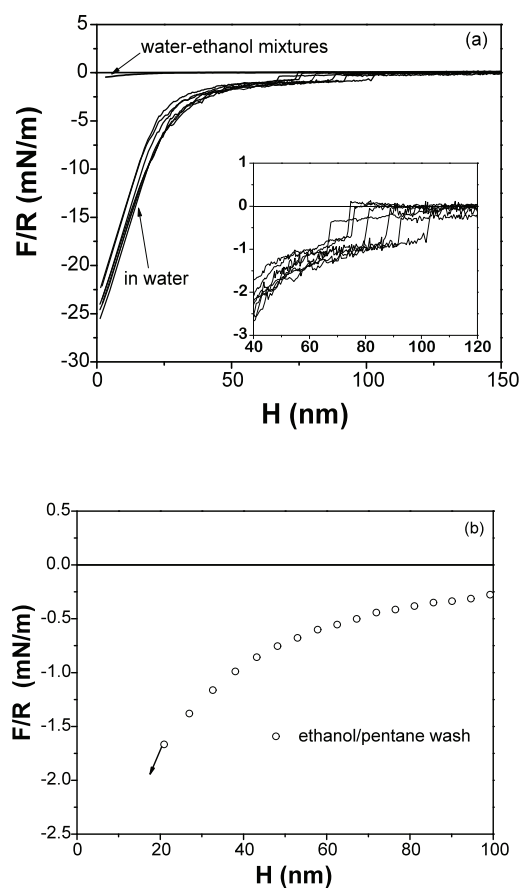 5
(a)
water-ethanol mixtures
0
-5
-10
-15
-20
-25
-30
F/R (mN/m)
in water
1
0
-1
-2
-3
40 60 80 100 120
0 50 100 150
H (nm)
0.5
(b)
0.0
-0.5
-1.0
-1.5
-2.0
-2.5
F/R (mN/m)
ethanol/pentane wash
0 20 40 60 80 100
H (nm)